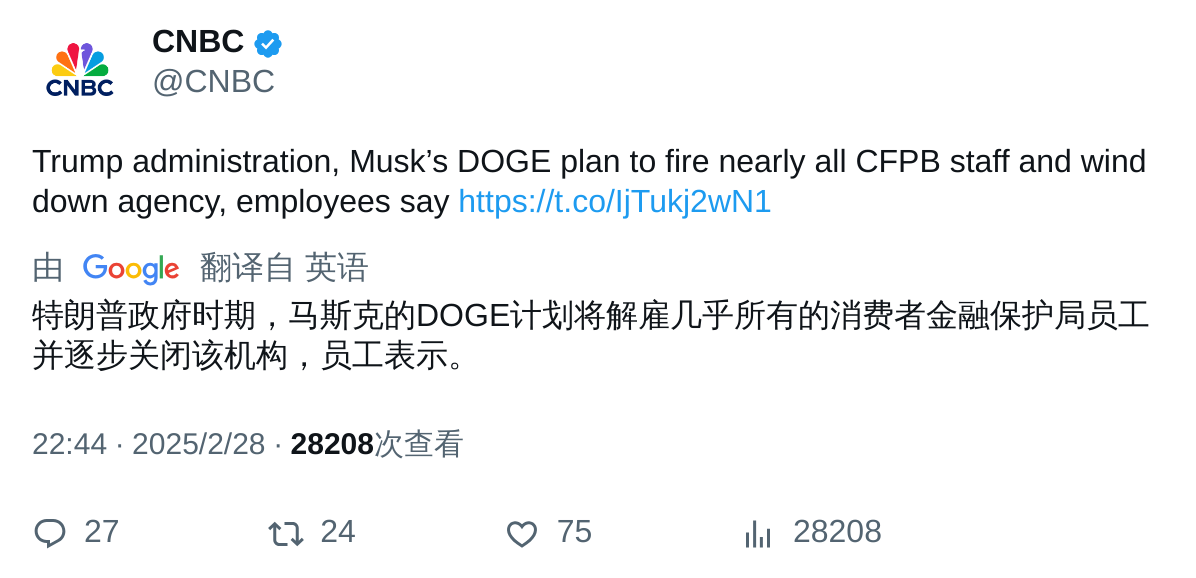 CNBC
CNBC
@CNBC
Trump administration, Musk’s DOGE plan to fire nearly all CFPB staff and wind
down agency, employees say https://t.co/IjTukj2wN1
由 Google 翻译自 英语
特朗普政府时期，马斯克的DOGE计划将解雇几乎所有的消费者金融保护局员工
并逐步关闭该机构，员工表示。
22:44 · 2025/2/28 · 28208次查看
27 24 75 28208